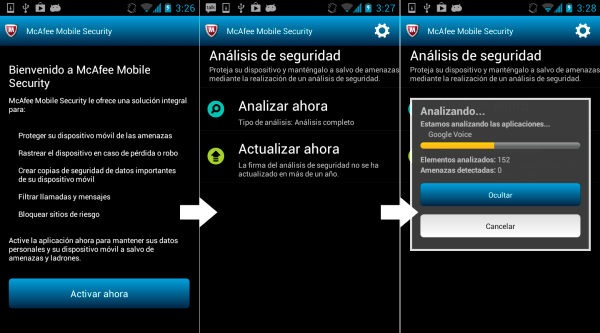 3:26
McAfee Mobile Security
Bienvenido a McAfee Mobile
Security
McAfee Mobile Security le ofrece una solución integral
para:
Proteger su dispositivo móvil de las amenazas
Rastrear el dispositivo en caso de pérdida o robo
Crear copias de seguridad de datos importantes
de su dispositivo móvil
Filtrar llamadas y mensajes
Bloquear sitios de riesgo
Active la aplicación ahora para mantener sus datos
personales y su dispositivo móvil a salvo de
amenazas y ladrones.
Activar ahora
3:27
McAfee Mobile Security
Análisis de seguridad
Proteja su dispositivo y manténgalo a salvo de amenazas
mediante la realización de un análisis de seguridad.
Analizar ahora
Tipo de análisis: Análisis completo
Actualizar ahora
La firma del análisis de seguridad no se ha
actualizado en más de un año.
3:28
McAfee Mobile Security
Análisis de seguridad
Proteja su dispositivo y manténgalo a salvo de amenazas
mediante la realización de un análisis de seguridad.
Analizando...
Estamos analizando las aplicaciones...
Google Voice
Elementos analizados: 152
Amenazas detectadas: 0
Ocultar
Cancelar